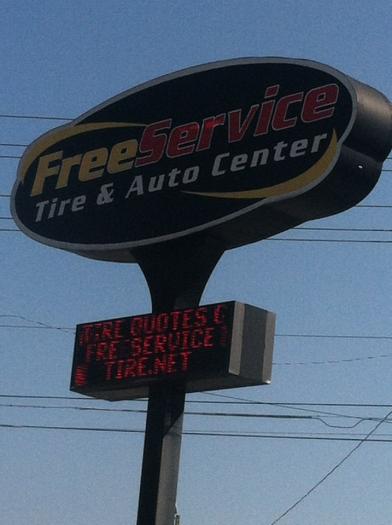 FreeService
Tire & Auto Center
TIRE QUOTES @
FREESERVICE
TIRE.NET